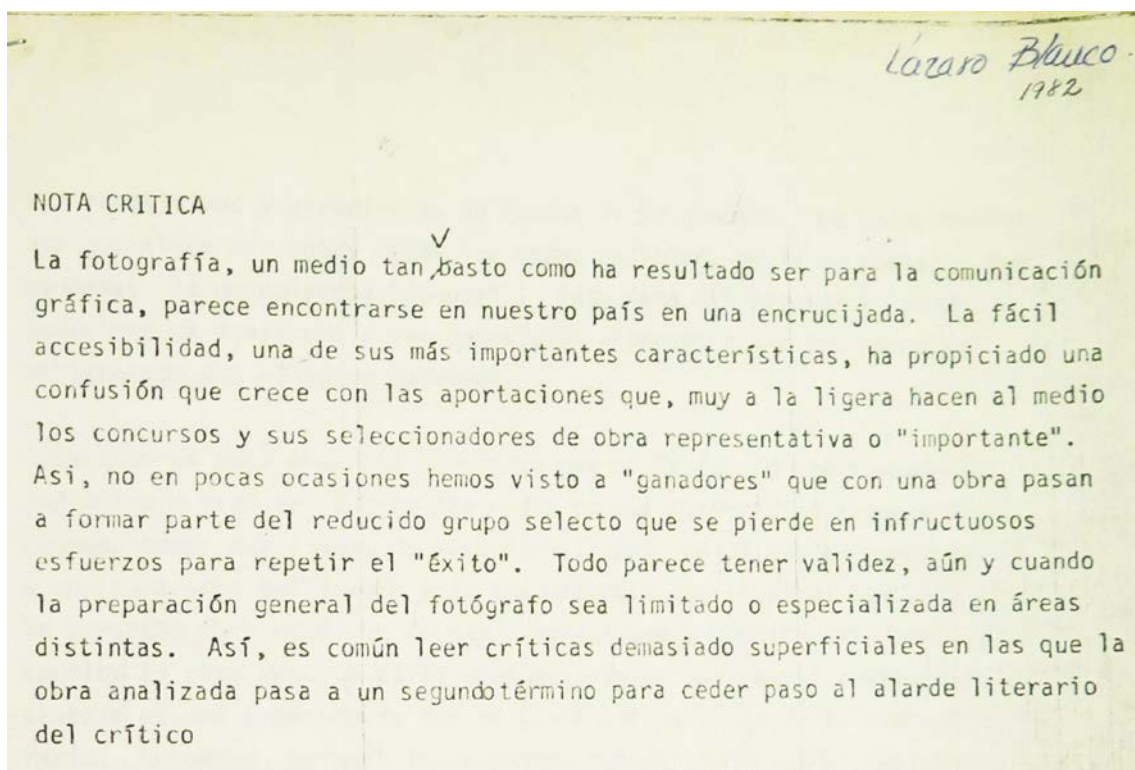 Lázaro Blanco.
1982
NOTA CRITICA
V
La fotografía, un medio tan basto como ha resultado ser para la comunicación
gráfica, parece encontrarse en nuestro país en una encrucijada. La fácil
accesibilidad, una de sus más importantes características, ha propiciado una
confusión que crece con las aportaciones que, muy a la ligera hacen al medio
los concursos y sus seleccionadores de obra representativa o "importante".
Asi, no en pocas ocasiones hemos visto a "ganadores" que con una obra pasan
a formar parte del reducido grupo selecto que se pierde en infructuosos
esfuerzos para repetir el "éxito". Todo parece tener validez, aún y cuando
la preparación general del fotógrafo sea limitado o especializada en áreas
distintas. Así, es común leer críticas demasiado superficiales en las que la
obra analizada pasa a un segundotérmino para ceder paso al alarde literario
del crítico